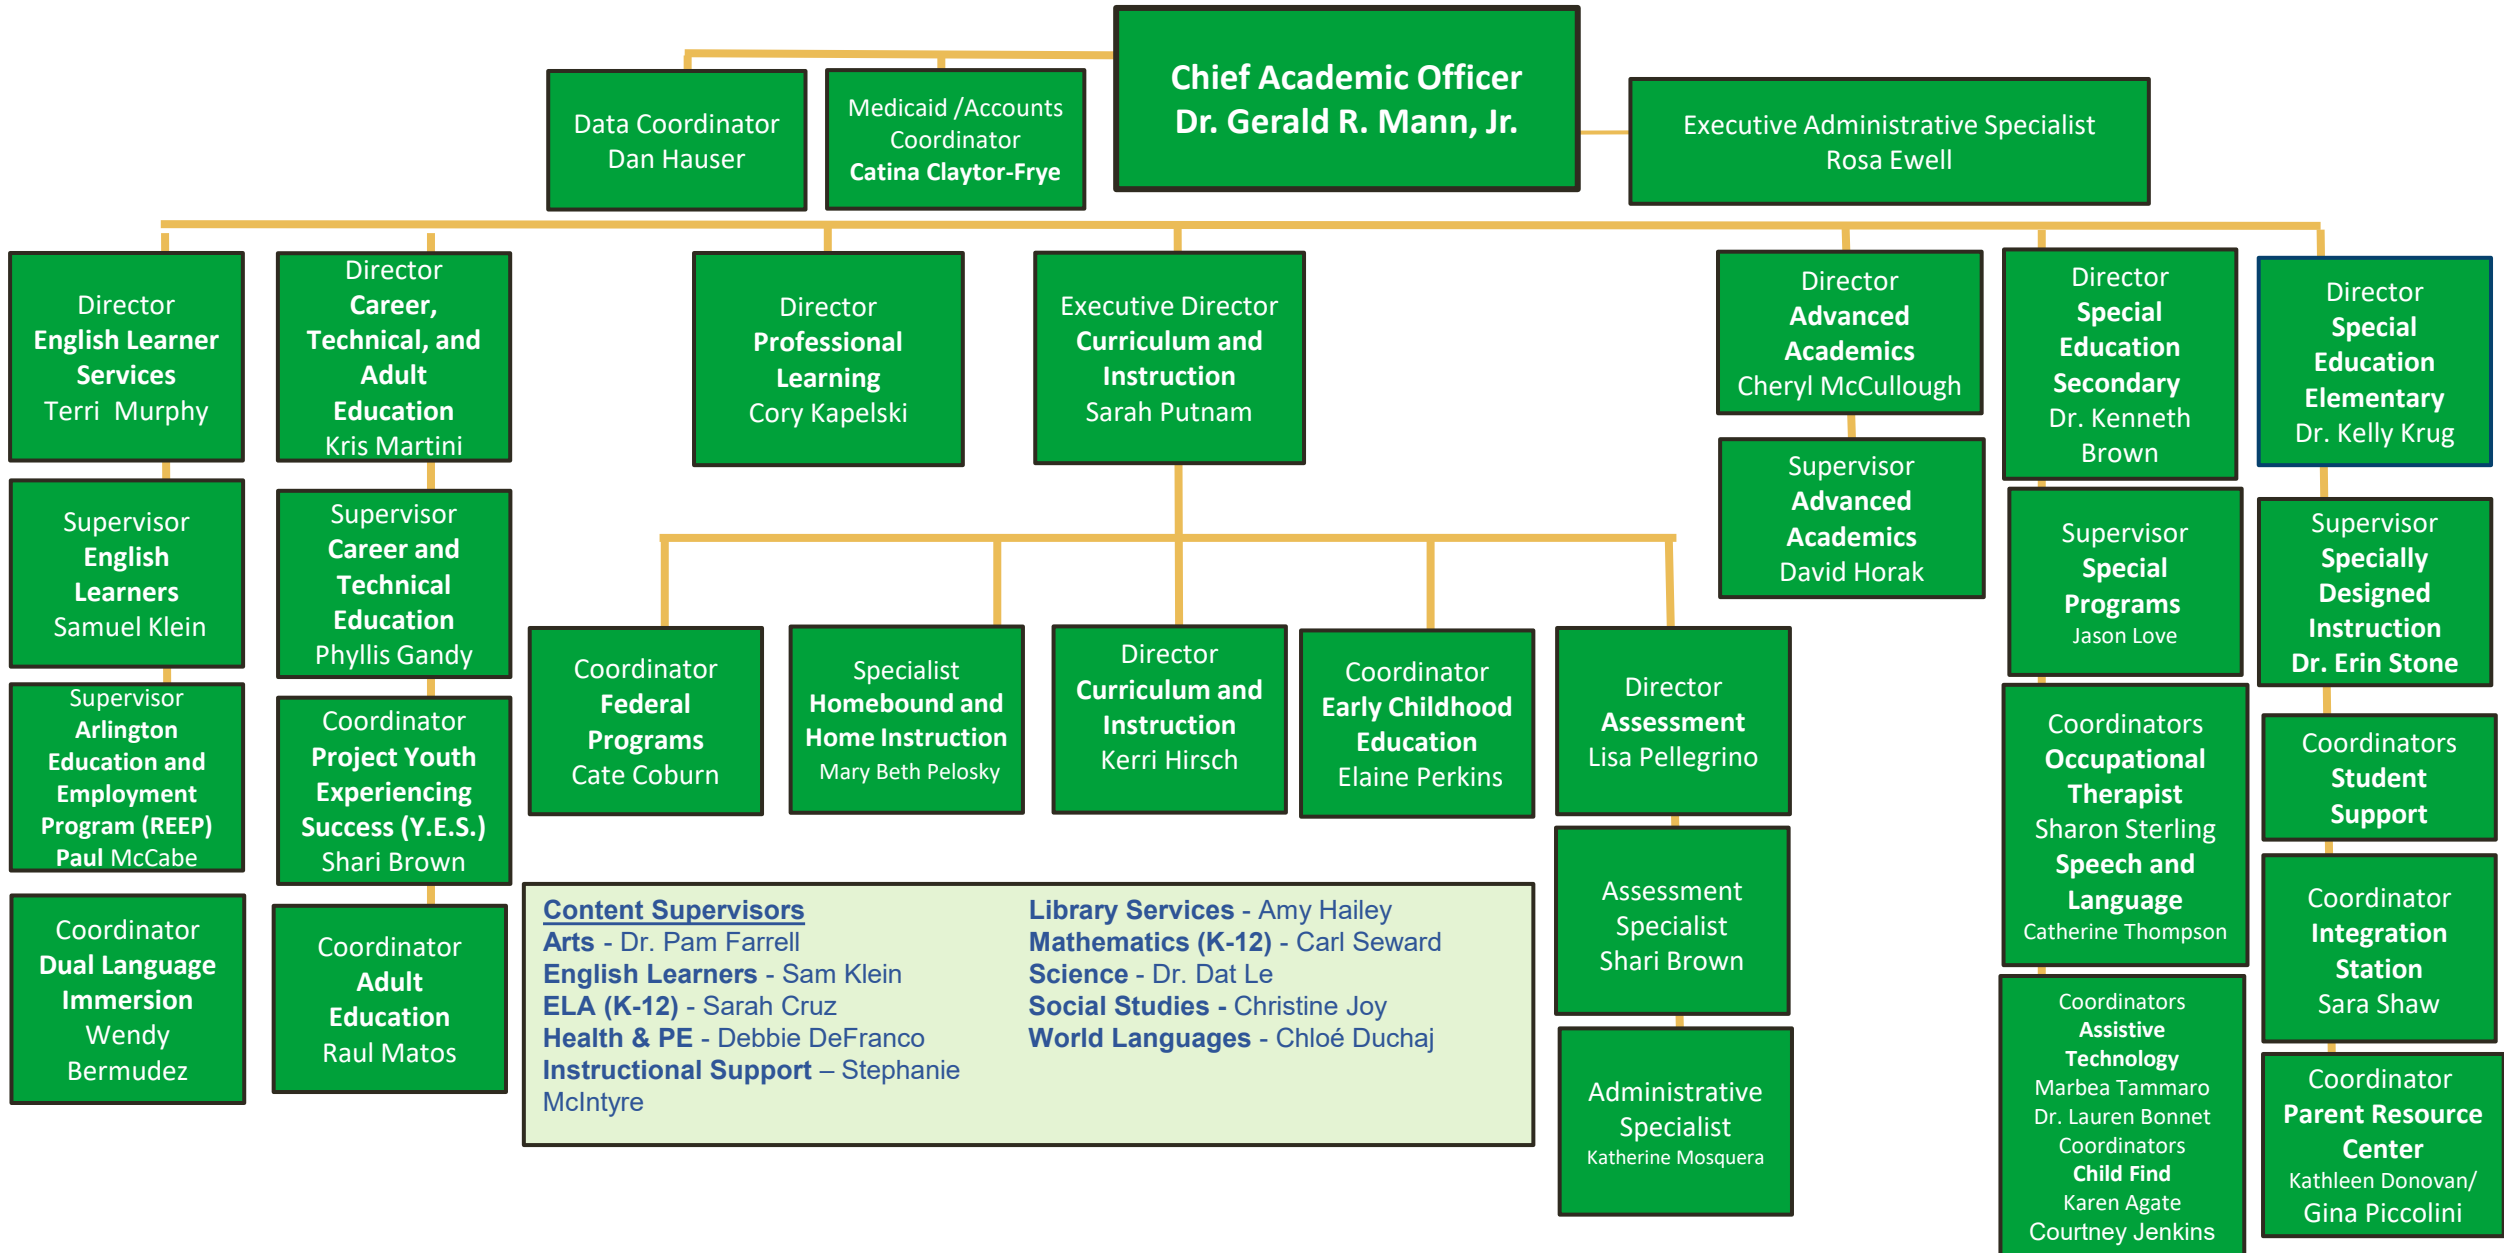 Chief Academic Officer
Dr. Gerald R. Mann, Jr.
Data Coordinator
Dan Hauser
Medicaid /Accounts
Coordinator
Catina Claytor-Frye
Executive Administrative Specialist
Rosa Ewell
Director
English Learner
Services
Terri  Murphy
Director
Career,
Technical, and
Adult
Education
Kris Martini
Director
Professional
Learning
Cory Kapelski
Executive Director
Curriculum and
Instruction
Sarah Putnam
Director
Advanced
Academics
Cheryl McCullough
Director
Special
Education
Secondary
Dr. Kenneth
Brown
Director
Special
Education
Elementary
Dr. Kelly Krug
Supervisor
English
Learners
Samuel Klein
Supervisor
Career and
Technical
Education
Phyllis Gandy
Supervisor
Advanced
Academics
David Horak
Supervisor
Special
Programs
Jason Love
Supervisor
Specially
Designed
Instruction
Dr. Erin Stone
Supervisor
Arlington
Education and
Employment
Program (REEP)
Paul McCabe
Coordinator
Project Youth
Experiencing
Success (Y.E.S.)
Shari Brown
Coordinator
Federal
Programs
Cate Coburn
Specialist
Homebound and
Home Instruction
Mary Beth Pelosky
Director
Curriculum and
Instruction
Kerri Hirsch
Coordinator
Early Childhood
Education
Elaine Perkins
Director
Assessment
Lisa Pellegrino
Coordinators
Occupational
Therapist
Sharon Sterling
Speech and
Language
Catherine Thompson
Coordinators
Student
Support
Coordinator
Dual Language
Immersion
Wendy
Bermudez
Coordinator
Adult
Education
Raul Matos
Content Supervisors
Arts - Dr. Pam Farrell
English Learners - Sam Klein
ELA (K-12) - Sarah Cruz
Health & PE - Debbie DeFranco
Instructional Support – Stephanie
McIntyre
Library Services - Amy Hailey
Mathematics (K-12) - Carl Seward
Science - Dr. Dat Le
Social Studies - Christine Joy
World Languages - Chloé Duchaj
Assessment
Specialist
Shari Brown
Administrative
Specialist
Katherine Mosquera
Coordinators
Assistive
Technology
Marbea Tammaro
Dr. Lauren Bonnet
Coordinators
Child Find
Karen Agate
Courtney Jenkins
Coordinator
Integration
Station
Sara Shaw
Coordinator
Parent Resource
Center
Kathleen Donovan/
Gina Piccolini